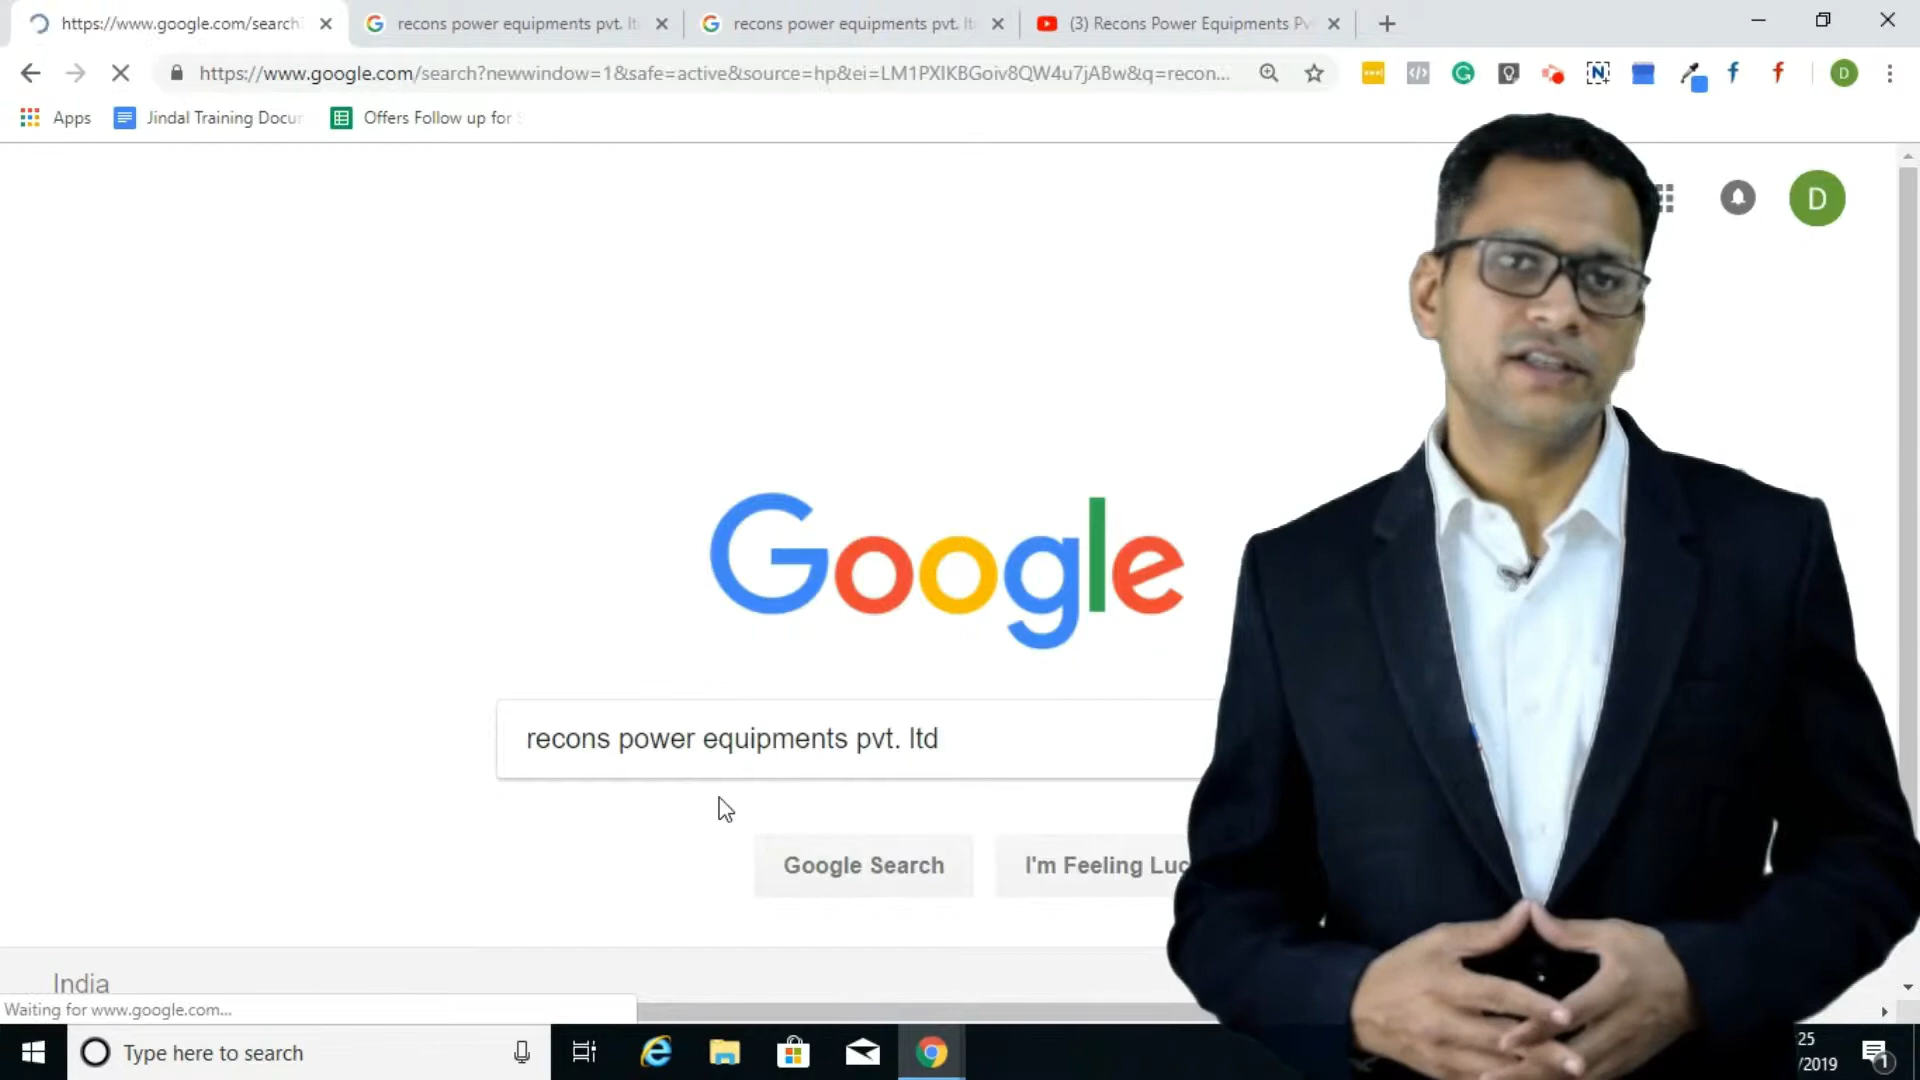 https://www.google.com/search?
recons power equipments pvt. lt
recons power equipments pvt. lt
(3) Recons Power Equipments Pv
https://www.google.com/search?newwindow=1&safe=active&source=hp&ei=LM1PXIKBGoiv8QW4u7jABw&q=recon...
D
Apps
Jindal Training Docu
Offers Follow up for
D
Google
recons power equipments pvt. ltd
Google Search
I'm Feeling Luc
India
Waiting for www.google.com...
Type here to search
25
/2019
1